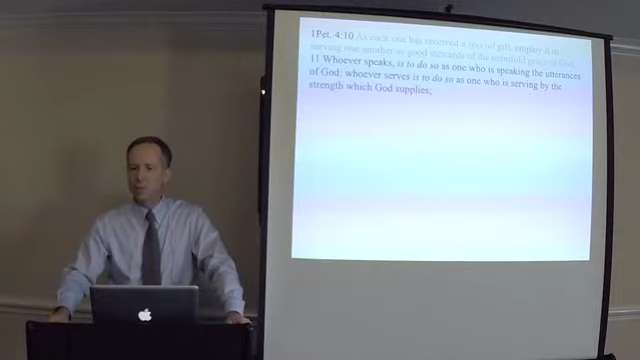 1Pet. 4:10 As each one has received a special gift, employ it in
serving one another as good stewards of the manifold grace of God.
11 Whoever speaks, is to do so as one who is speaking the utterances
of God; whoever serves is to do so as one who is serving by the
strength which God supplies;